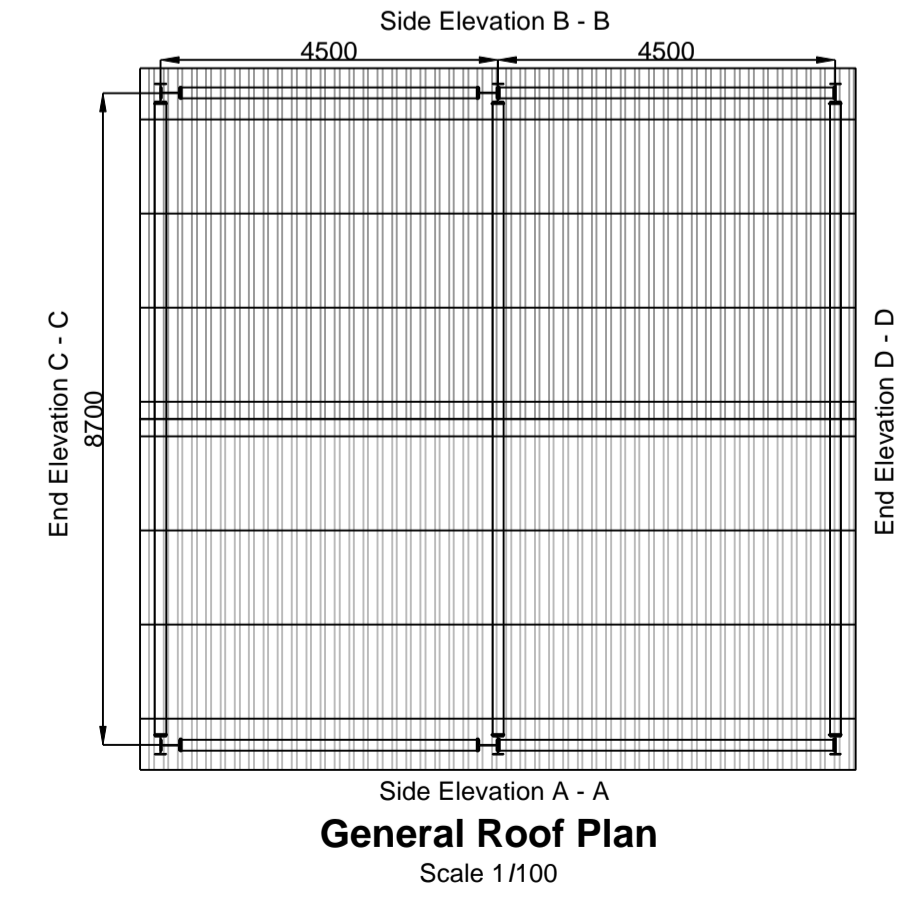 Side Elevation B - B
4500 4500
End Elevation C - C
8700
End Elevation D - D
Side Elevation A - A
General Roof Plan
Scale 1/100